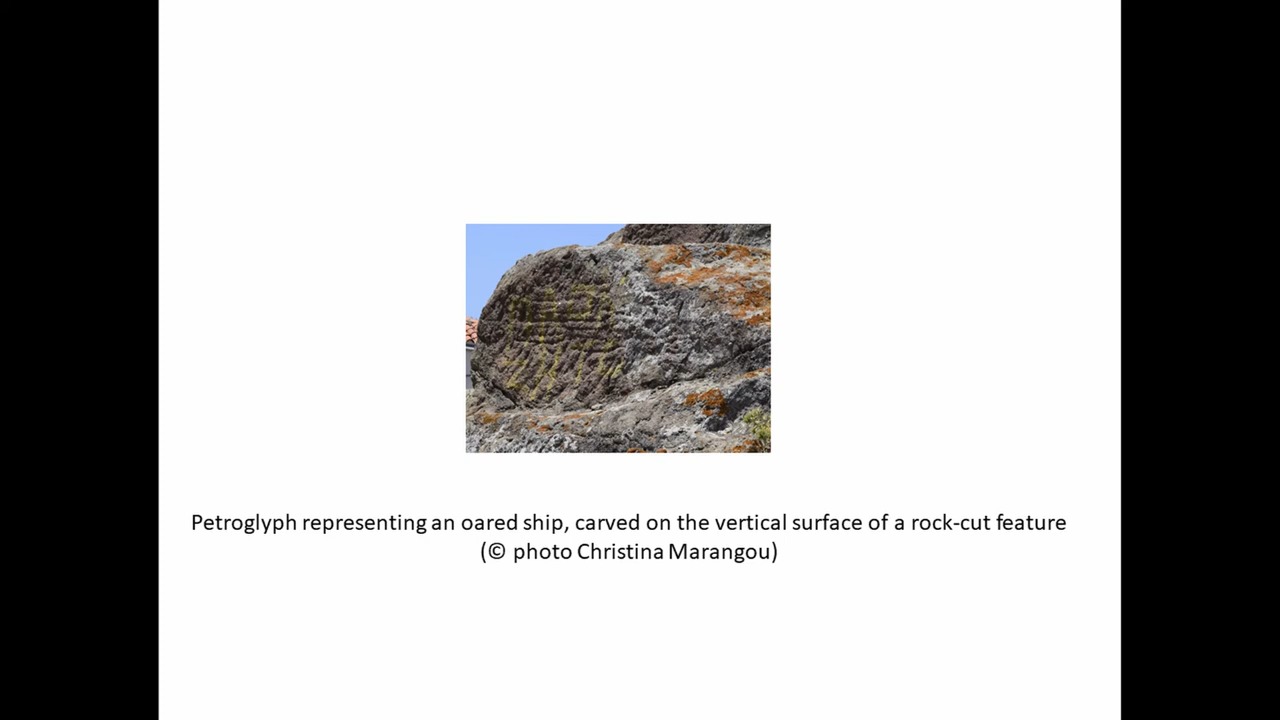 Petroglyph representing an oared ship, carved on the vertical surface of a rock-cut feature
(© photo Christina Marangou)